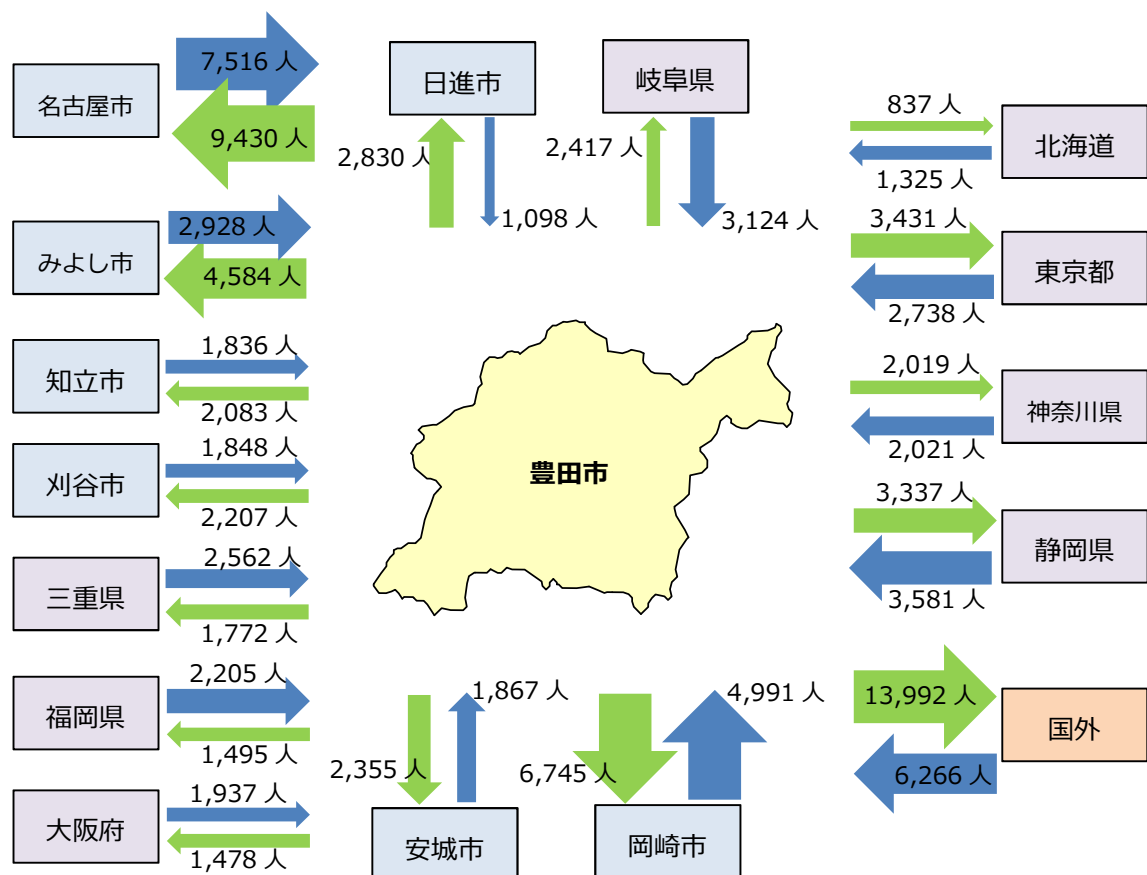 名古屋市
7,516 人
9,430 人
日進市
2,830 人
1,098 人
岐阜県
2,417 人
3,124 人
837 人
北海道
1,325 人
みよし市
2,928 人
4,584 人
3,431 人
東京都
2,738 人
知立市
1,836 人
2,083 人
2,019 人
神奈川県
2,021 人
刈谷市
1,848 人
2,207 人
豊田市
3,337 人
静岡県
3,581 人
三重県
2,562 人
1,772 人
福岡県
2,205 人
1,495 人
大阪府
1,937 人
1,478 人
2,355 人
1,867 人
安城市
6,745 人
4,991 人
岡崎市
13,992 人
国外
6,266 人